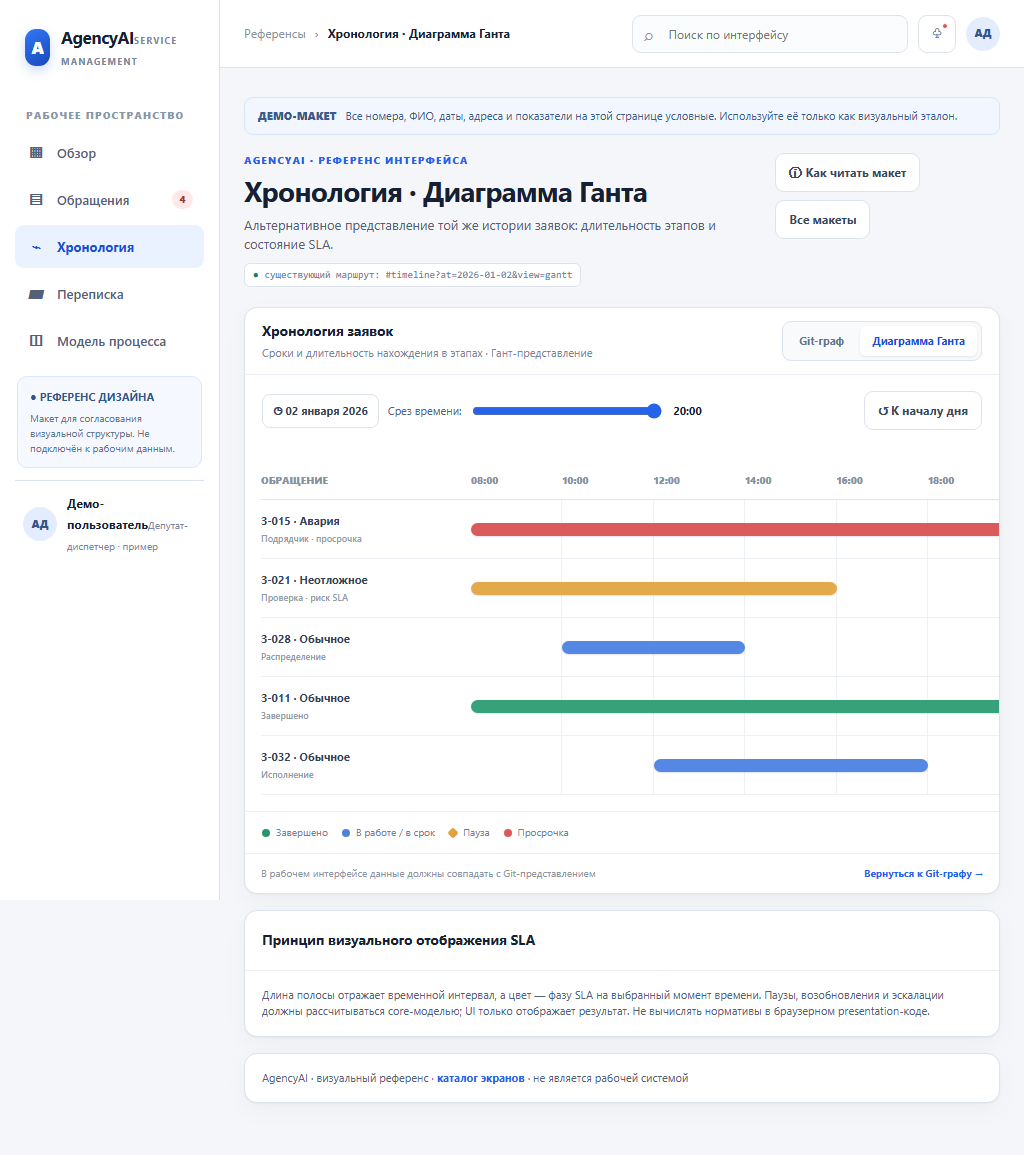 A
AgencyAI SERVICE
MANAGEMENT
РАБОЧЕЕ ПРОСТРАНСТВО
Обзор
Обращения 4
Хронология
Переписка
Модель процесса
● РЕФЕРЕНС ДИЗАЙНА
Макет для согласования
визуальной структуры. Не
подключён к рабочим данным.
АД
Демо-
пользователь Депутат-
диспетчер · пример
Референсы › Хронология · Диаграмма Ганта
Поиск по интерфейсу
АД
ДЕМО-МАКЕТ Все номера, ФИО, даты, адреса и показатели на этой странице условные. Используйте её только как визуальный эталон.
AGENCYAI · РЕФЕРЕНС ИНТЕРФЕЙСА
Хронология · Диаграмма Ганта
Альтернативное представление той же истории заявок: длительность этапов и
состояние SLA.
● существующий маршрут: #timeline?at=2026-01-02&view=gantt
ⓘ Как читать макет
Все макеты
Хронология заявок
Сроки и длительность нахождения в этапах · Гант-представление
Git-граф Диаграмма Ганта
◷ 02 января 2026 Срез времени: 20:00
↺ К началу дня
ОБРАЩЕНИЕ 08:00 10:00 12:00 14:00 16:00 18:00
З-015 · Авария
Подрядчик · просрочка
З-021 · Неотложное
Проверка · риск SLA
З-028 · Обычное
Распределение
З-011 · Обычное
Завершено
З-032 · Обычное
Исполнение
Завершено В работе / в срок Пауза Просрочка
В рабочем интерфейсе данные должны совпадать с Git-представлением
Вернуться к Git-графу →
Принцип визуального отображения SLA
Длина полосы отражает временной интервал, а цвет — фазу SLA на выбранный момент времени. Паузы, возобновления и эскалации
должны рассчитываться core-моделью; UI только отображает результат. Не вычислять нормативы в браузерном presentation-коде.
AgencyAI · визуальный референс · каталог экранов · не является рабочей системой